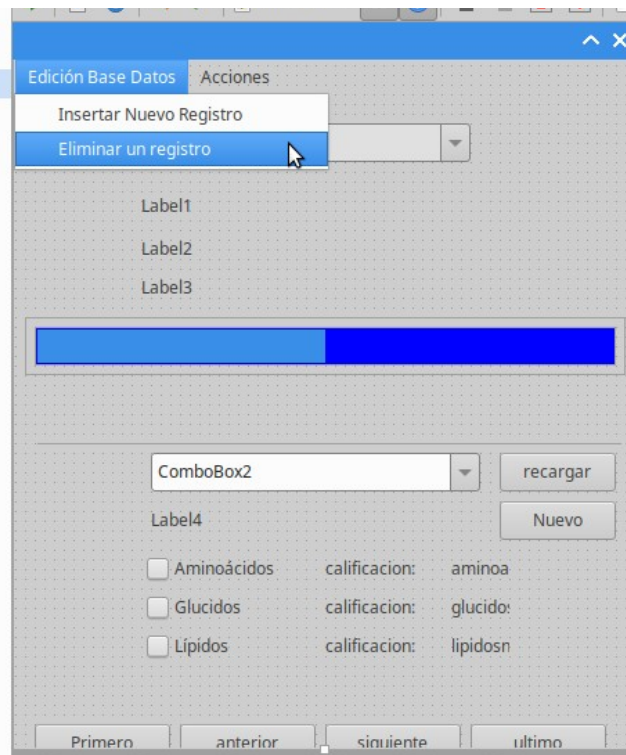 Edición Base Datos Acciones
Insertar Nuevo Registro
Eliminar un registro
Label1
Label2
Label3
ComboBox2 recargar
Label4 Nuevo
Aminoácidos calificacion: aminoa
Glucidos calificacion: glucidos
Lípidos calificacion: lipidosn
Primero anterior siguiente ultimo